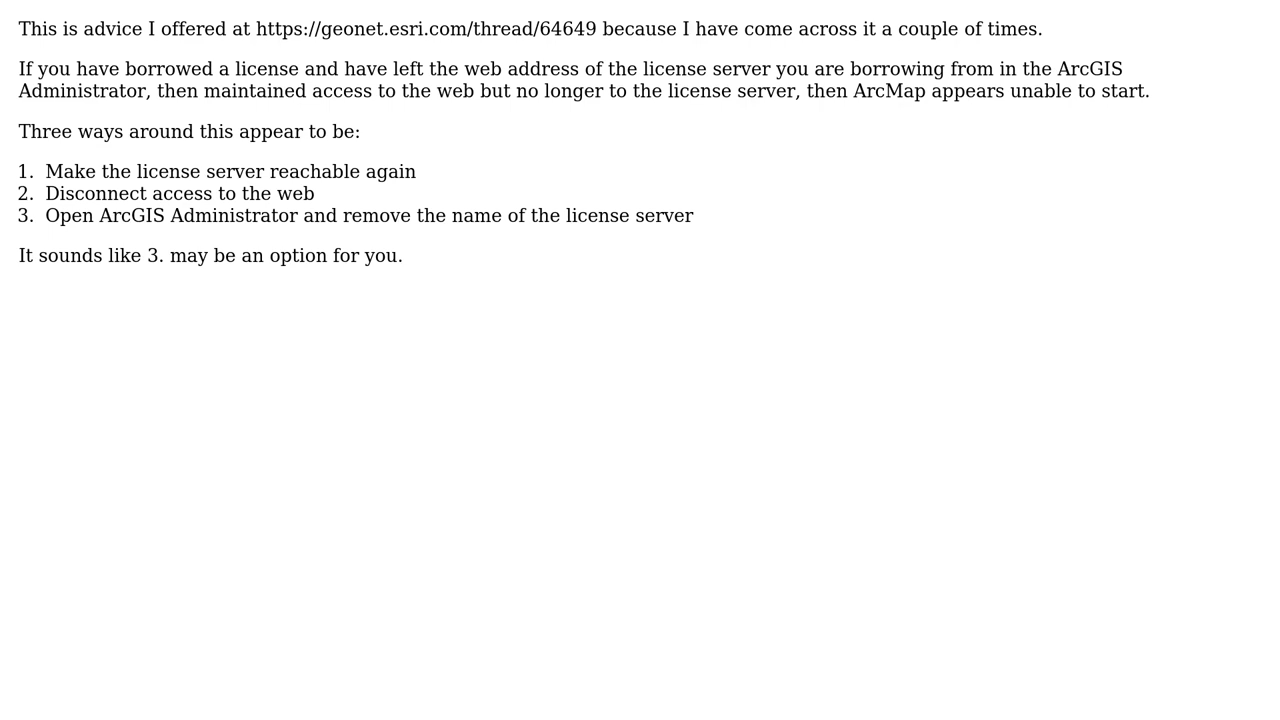 This is advice I offered at https://geonet.esri.com/thread/64649 because I have come across it a couple of times.
If you have borrowed a license and have left the web address of the license server you are borrowing from in the ArcGIS
Administrator, then maintained access to the web but no longer to the license server, then ArcMap appears unable to start.
Three ways around this appear to be:
1. Make the license server reachable again
2. Disconnect access to the web
3. Open ArcGIS Administrator and remove the name of the license server
It sounds like 3. may be an option for you.